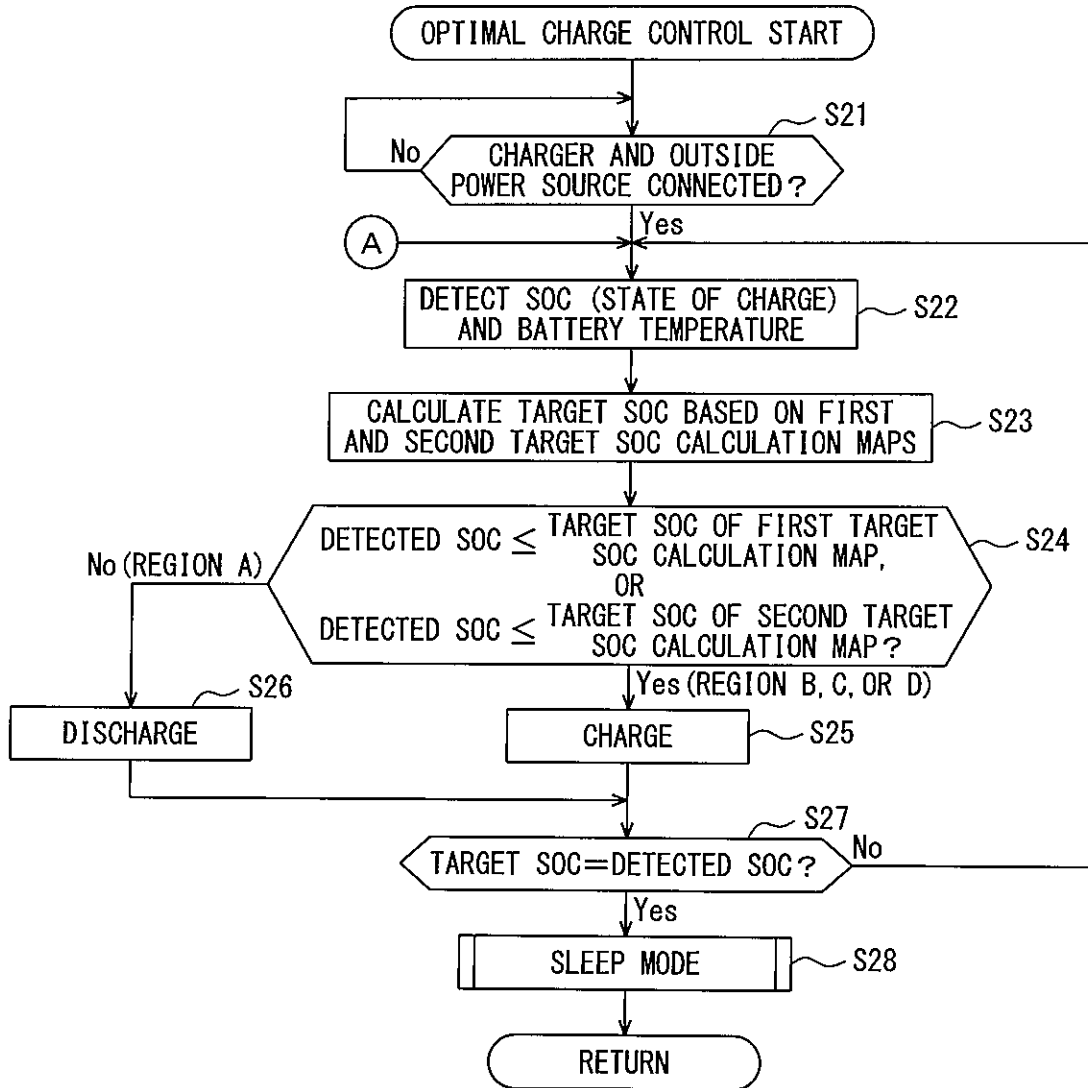 OPTIMAL CHARGE CONTROL START
S21
No
CHARGER AND OUTSIDE
POWER SOURCE CONNECTED?
Yes
A
DETECT SOC (STATE OF CHARGE)
AND BATTERY TEMPERATURE
S22
CALCULATE TARGET SOC BASED ON FIRST
AND SECOND TARGET SOC CALCULATION MAPS
S23
DETECTED SOC ≤ TARGET SOC OF FIRST TARGET
SOC CALCULATION MAP,
OR
DETECTED SOC ≤ TARGET SOC OF SECOND TARGET
SOC CALCULATION MAP?
S24
No (REGION A)
Yes (REGION B, C, OR D)
S26
DISCHARGE
CHARGE
S25
S27
TARGET SOC=DETECTED SOC?
No
Yes
SLEEP MODE
S28
RETURN